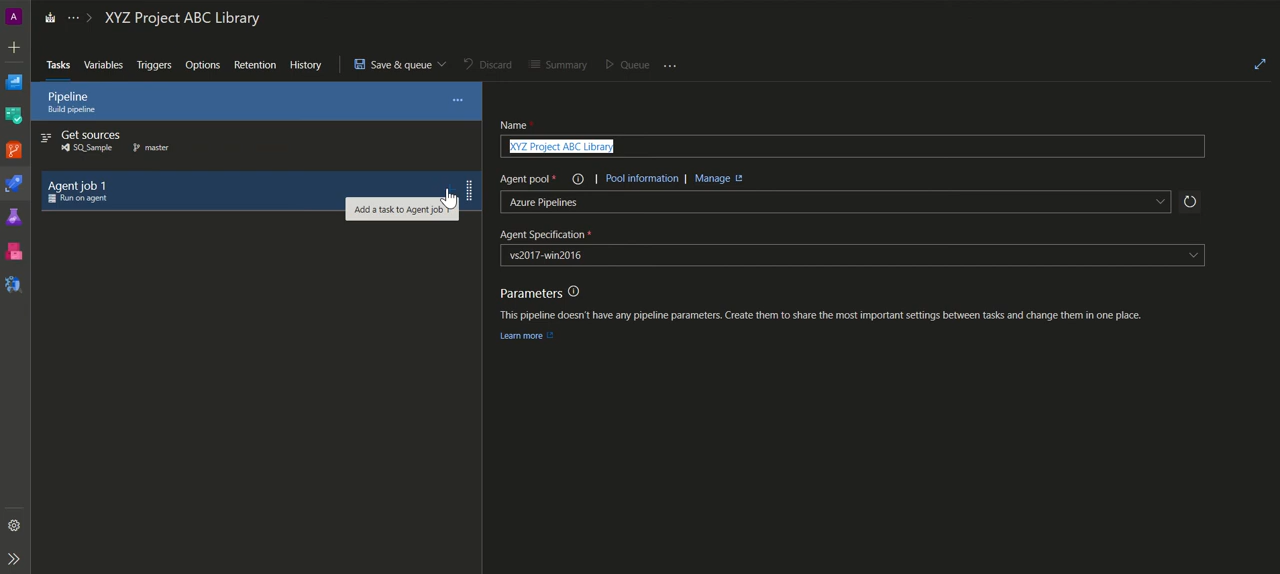 A
··· > XYZ Project ABC Library
Tasks Variables Triggers Options Retention History Save & queue Discard Summary Queue ···
Pipeline
Build pipeline
···
Get sources
SQ_Sample master
Agent job 1
Run on agent
Add a task to Agent job 1
Name *
XYZ Project ABC Library
Agent pool * | Pool information | Manage
Azure Pipelines
Agent Specification *
vs2017-win2016
Parameters
This pipeline doesn't have any pipeline parameters. Create them to share the most important settings between tasks and change them in one place.
Learn more